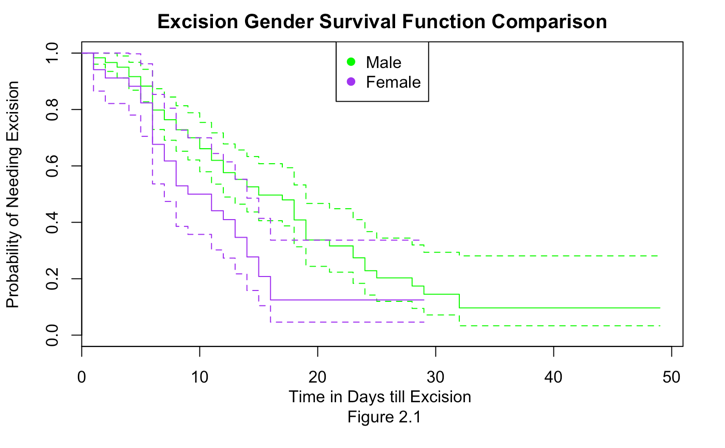 Excision Gender Survival Function Comparison
Male
Female
Probability of Needing Excision
1.0
0.8
0.6
0.4
0.2
0.0
0 10 20 30 40 50
Time in Days till Excision
Figure 2.1